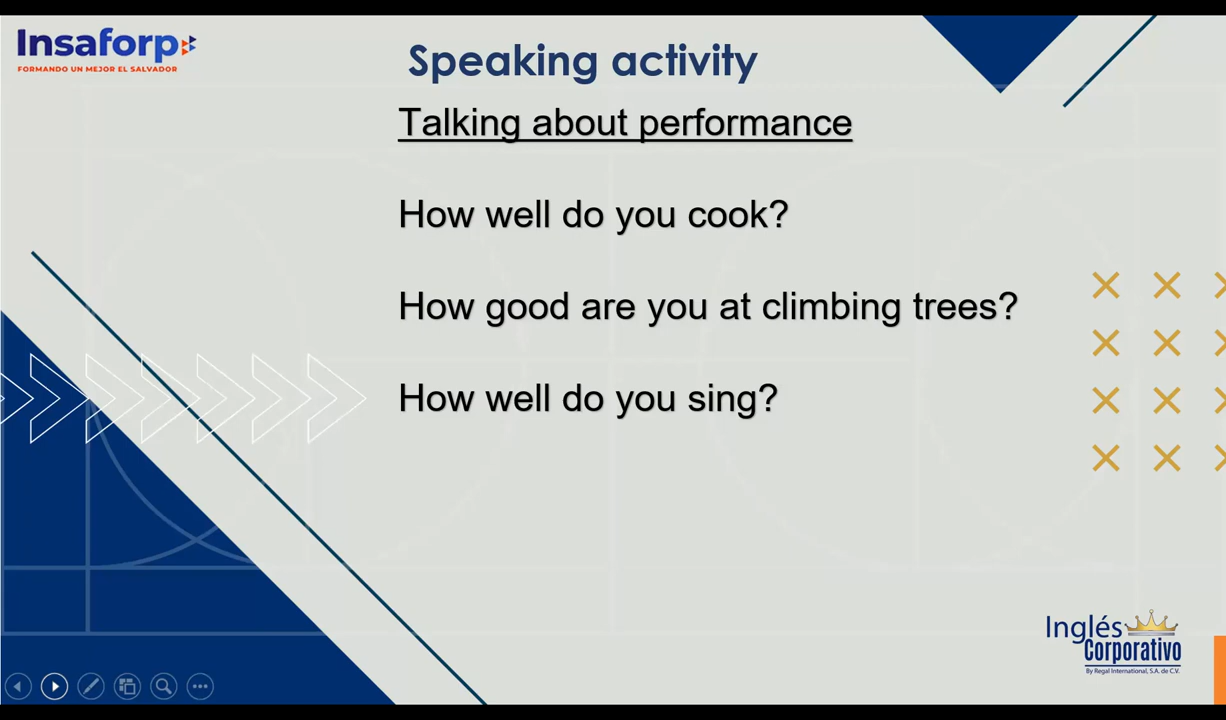 Insaforp
FORMANDO UN MEJOR EL SALVADOR
Speaking activity
Talking about performance
How well do you cook?
How good are you at climbing trees?
How well do you sing?
Inglés
Corporativo
By Regal International, S.A. de C.V.